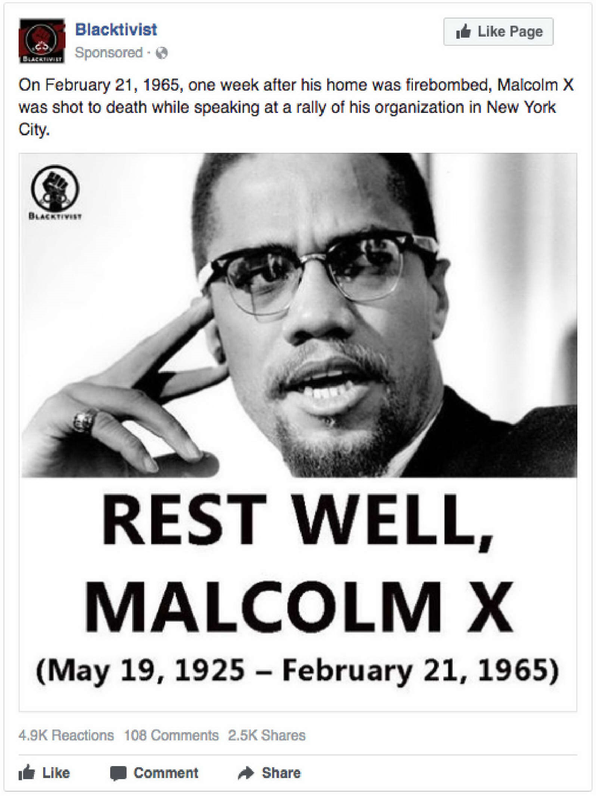 Blacktivist
Sponsored ·
Like Page
BLACKTIVIST
On February 21, 1965, one week after his home was firebombed, Malcolm X
was shot to death while speaking at a rally of his organization in New York
City.
BLACKTIVIST
REST WELL,
MALCOLM X
(May 19, 1925 – February 21, 1965)
4.9K Reactions 108 Comments 2.5K Shares
Like Comment Share